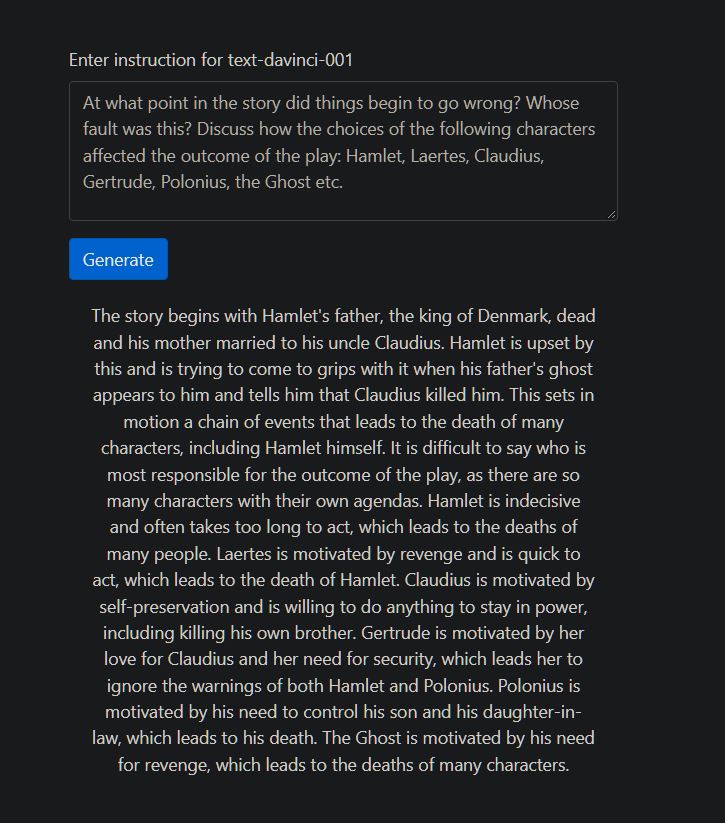 Enter instruction for text-davinci-001
At what point in the story did things begin to go wrong? Whose
fault was this? Discuss how the choices of the following characters
affected the outcome of the play: Hamlet, Laertes, Claudius,
Gertrude, Polonius, the Ghost etc.
Generate
The story begins with Hamlet's father, the king of Denmark, dead
and his mother married to his uncle Claudius. Hamlet is upset by
this and is trying to come to grips with it when his father's ghost
appears to him and tells him that Claudius killed him. This sets in
motion a chain of events that leads to the death of many
characters, including Hamlet himself. It is difficult to say who is
most responsible for the outcome of the play, as there are so
many characters with their own agendas. Hamlet is indecisive
and often takes too long to act, which leads to the deaths of
many people. Laertes is motivated by revenge and is quick to
act, which leads to the death of Hamlet. Claudius is motivated by
self-preservation and is willing to do anything to stay in power,
including killing his own brother. Gertrude is motivated by her
love for Claudius and her need for security, which leads her to
ignore the warnings of both Hamlet and Polonius. Polonius is
motivated by his need to control his son and his daughter-in-
law, which leads to his death. The Ghost is motivated by his need
for revenge, which leads to the deaths of many characters.